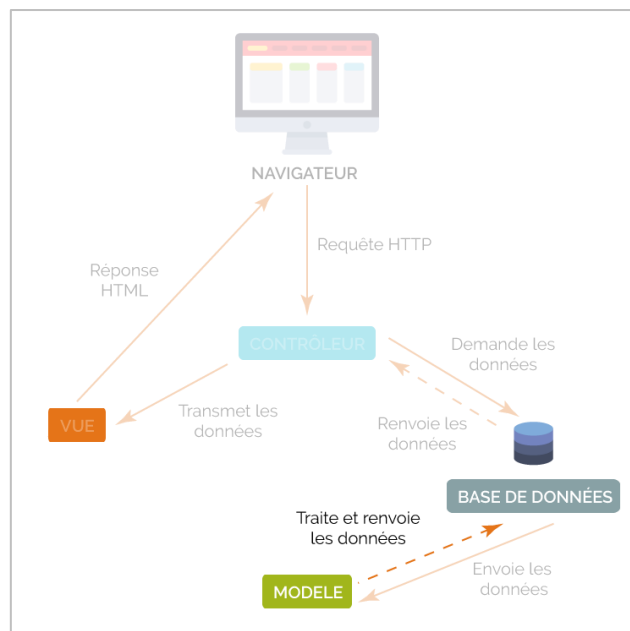 NAVIGATEUR
Requête HTTP
Réponse
HTML
CONTRÔLEUR
Demande les
données
Transmet les
données
Renvoie les
données
VUE
BASE DE DONNÉES
Traite et renvoie
les données
Envoie les
données
MODELE